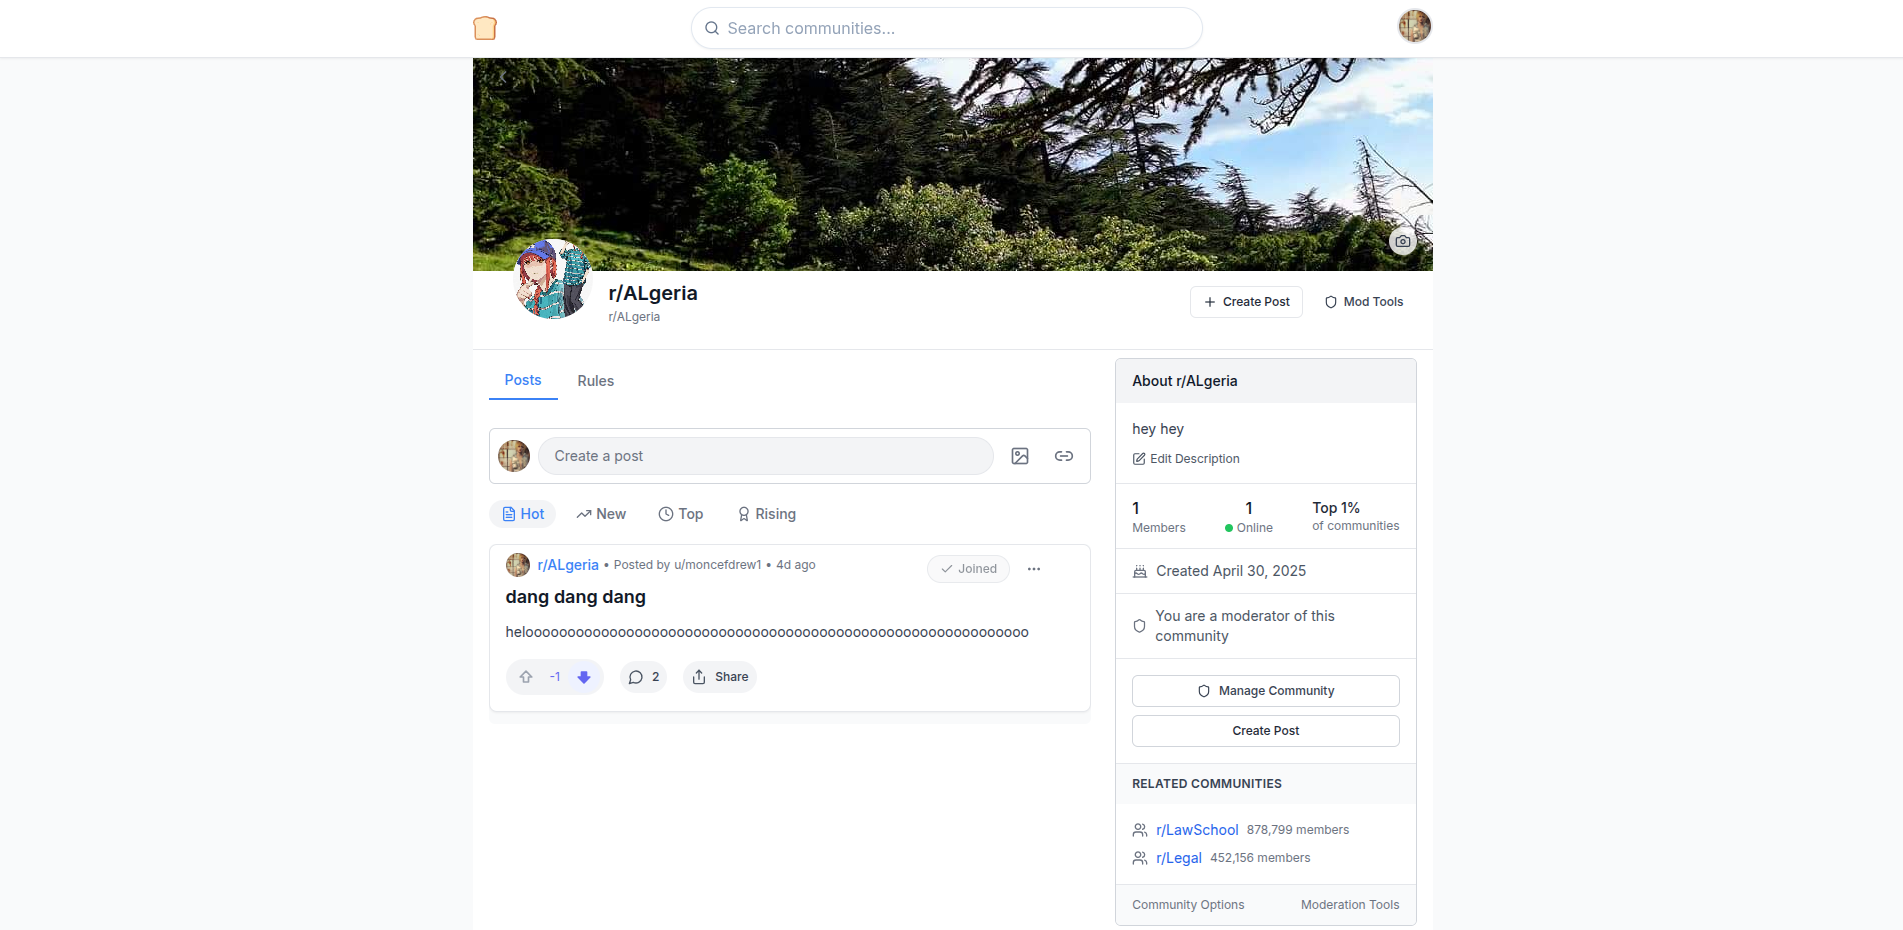 Search communities...
r/ALgeria
r/ALgeria
Create Post
Mod Tools
Posts
Rules
Create a post
Hot
New
Top
Rising
r/ALgeria • Posted by u/moncefdrew1 • 4d ago
Joined
dang dang dang
helooooooooooooooooooooooooooooooooooooooooooooooooooooooooooooo
-1
2
Share
About r/ALgeria
hey hey
Edit Description
1
Members
1
Online
Top 1%
of communities
Created April 30, 2025
You are a moderator of this
community
Manage Community
Create Post
RELATED COMMUNITIES
r/LawSchool 878,799 members
r/Legal 452,156 members
Community Options
Moderation Tools